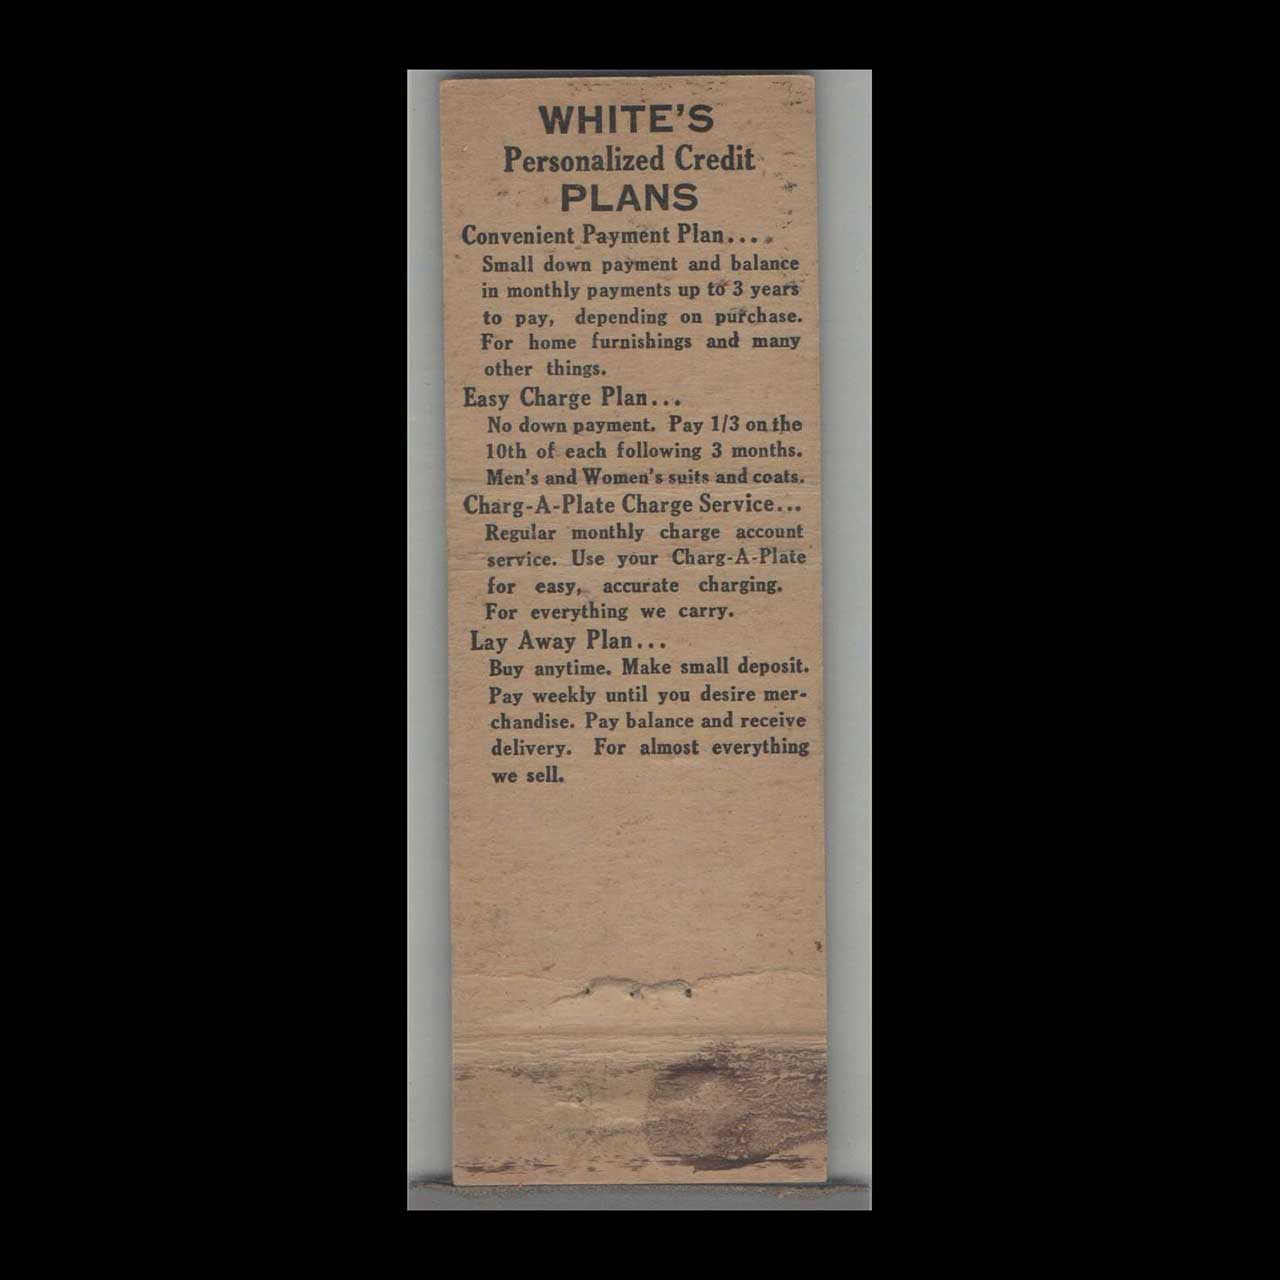 WHITE'S
Personalized Credit
PLANS
Convenient Payment Plan....
Small down payment and balance
in monthly payments up to 3 years
to pay, depending on purchase.
For home furnishings and many
other things.
Easy Charge Plan...
No down payment. Pay 1/3 on the
10th of each following 3 months.
Men's and Women's suits and coats.
Charg-A-Plate Charge Service...
Regular monthly charge account
service. Use your Charg-A-Plate
for easy, accurate charging.
For everything we carry.
Lay Away Plan...
Buy anytime. Make small deposit.
Pay weekly until you desire mer-
chandise. Pay balance and receive
delivery. For almost everything
we sell.